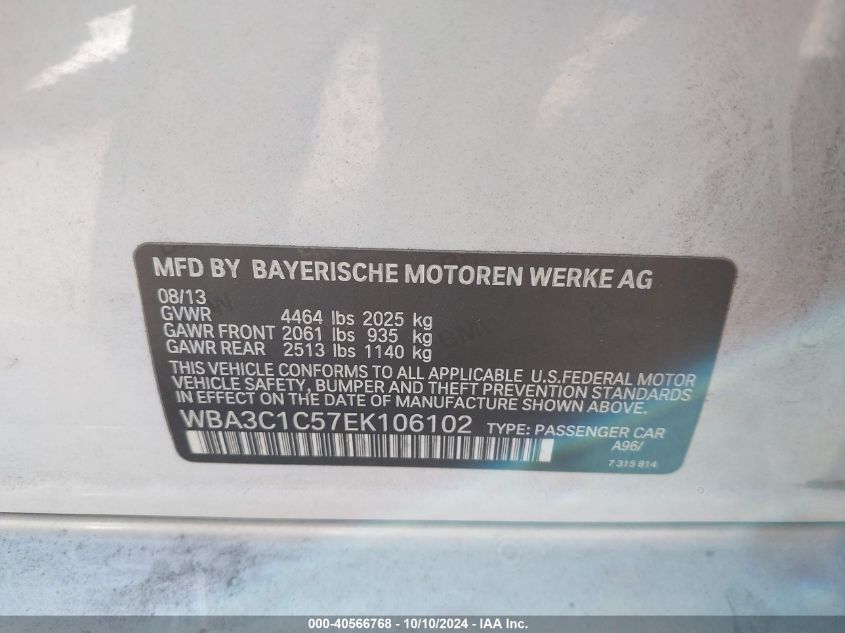 MFD BY BAYERISCHE MOTOREN WERKE AG
08/13
GVWR 4464 lbs 2025 kg
GAWR FRONT 2061 lbs 935 kg
GAWR REAR 2513 lbs 1140 kg
THIS VEHICLE CONFORMS TO ALL APPLICABLE U.S.FEDERAL MOTOR
VEHICLE SAFETY, BUMPER AND THEFT PREVENTION STANDARDS
IN EFFECT ON THE DATE OF MANUFACTURE SHOWN ABOVE.
WBA3C1C57EK106102 TYPE: PASSENGER CAR
A96/
7 315 814
000-40566768 - 10/10/2024 - IAA Inc.